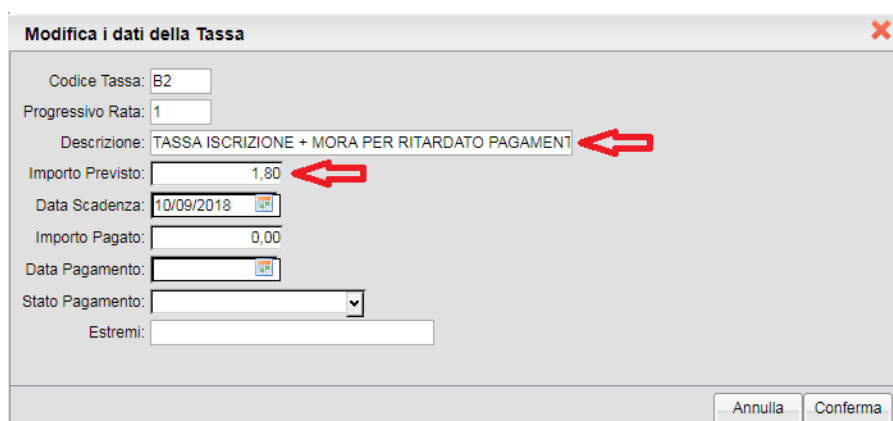 Modifica i dati della Tassa
Codice Tassa: B2
Progressivo Rata: 1
Descrizione: TASSA ISCRIZIONE + MORA PER RITARDATO PAGAMENT
Importo Previsto: 1,80
Data Scadenza: 10/09/2018
Importo Pagato: 0,00
Data Pagamento:
Stato Pagamento:
Estremi:
Annulla Conferma